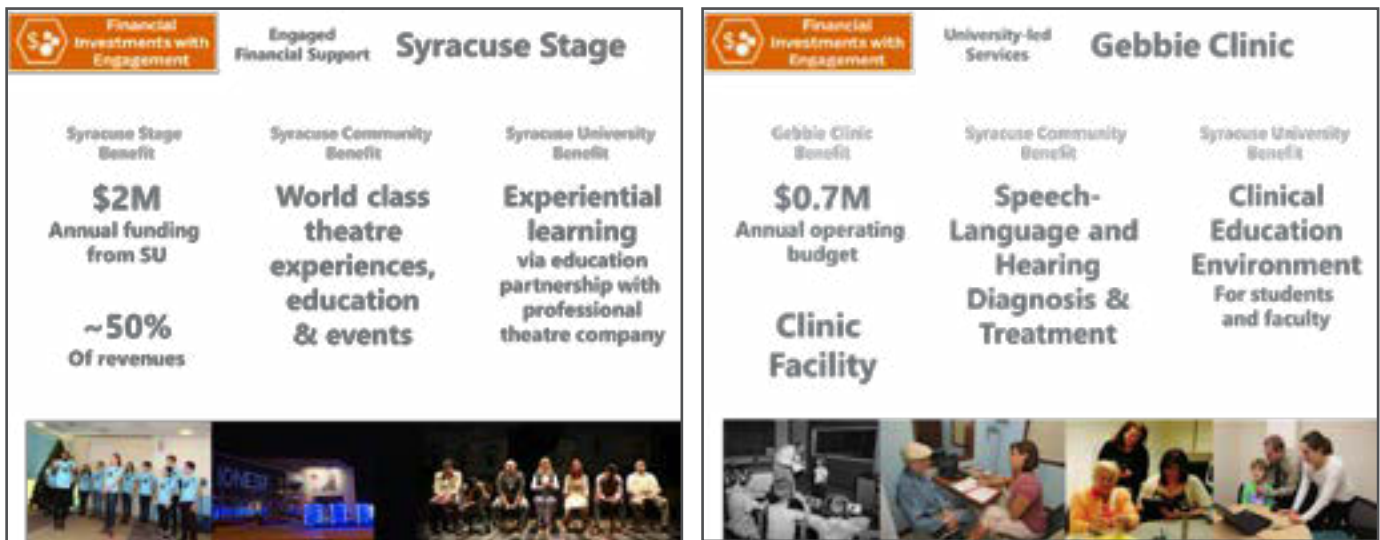 Financial
Investments with
Engagement
Engaged
Financial Support
Syracuse Stage
Syracuse Stage
Benefit
$2M
Annual funding
from SU
~50%
Of revenues
Syracuse Community
Benefit
World class
theatre
experiences,
education
& events
Syracuse University
Benefit
Experiential
learning
via education
partnership with
professional
theatre company
Financial
Investments with
Engagement
University-led
Services
Gebbie Clinic
Gebbie Clinic
Benefit
$0.7M
Annual operating
budget
Clinic
Facility
Syracuse Community
Benefit
Speech-
Language and
Hearing
Diagnosis &
Treatment
Syracuse University
Benefit
Clinical
Education
Environment
For students
and faculty